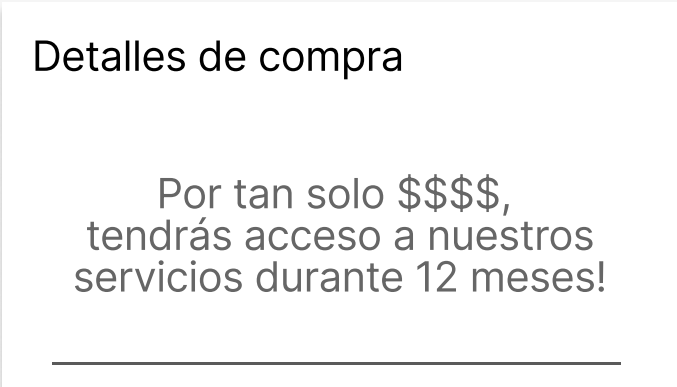 Detalles de compra
Por tan solo $$$$,
tendrás acceso a nuestros
servicios durante 12 meses!